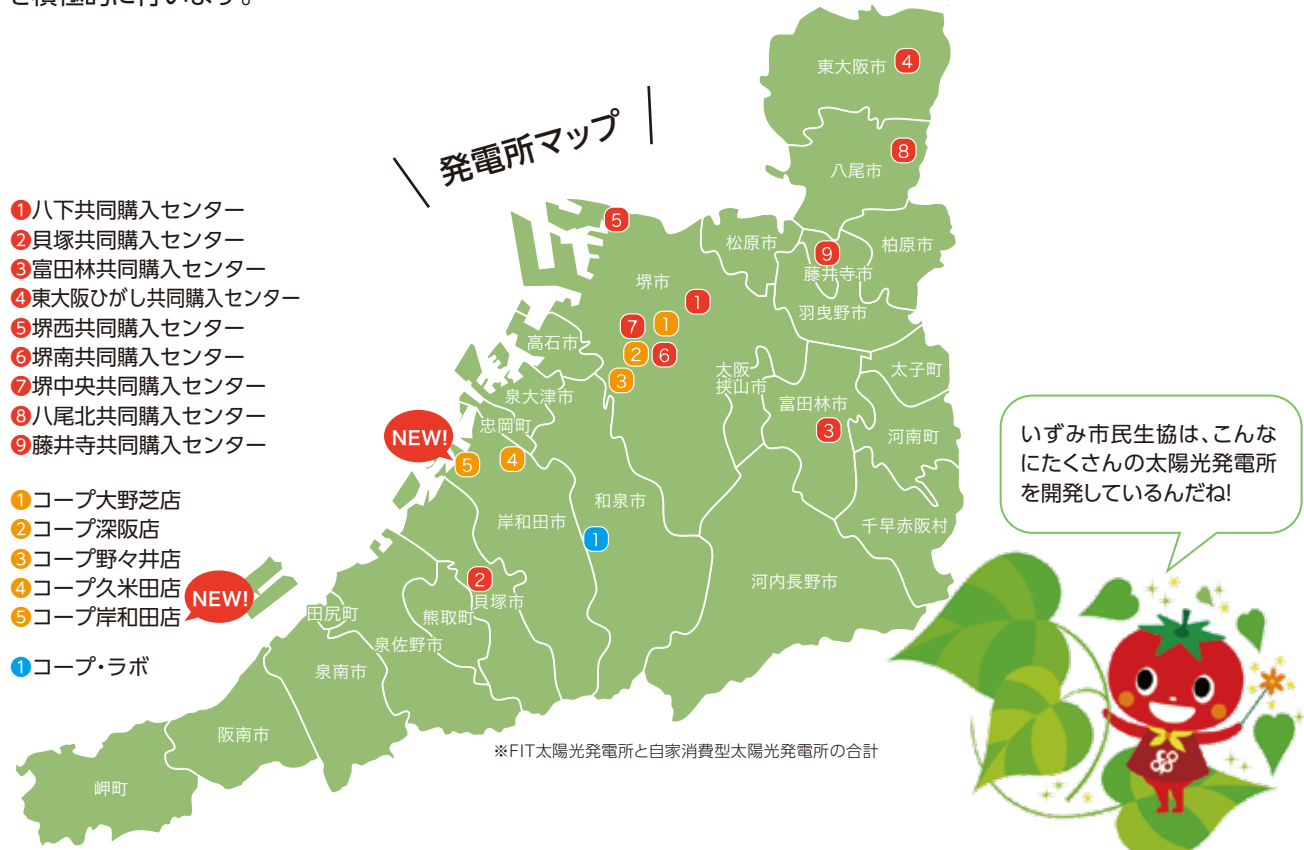 を積極的に行います。
発電所マップ
❶八下共同購入センター
❷貝塚共同購入センター
❸富田林共同購入センター
❹東大阪ひがし共同購入センター
❺堺西共同購入センター
❻堺南共同購入センター
❼堺中央共同購入センター
❽八尾北共同購入センター
❾藤井寺共同購入センター
❶コープ大野芝店
❷コープ深阪店
❸コープ野々井店
❹コープ久米田店
❺コープ岸和田店
NEW!
❶コープ・ラボ
東大阪市
4
八尾市
8
柏原市
松原市
藤井寺市
9
羽曳野市
5
堺市
1
7
1
2
6
3
高石市
泉大津市
忠岡町
NEW!
5
4
大阪
狭山市
富田林市
3
太子町
河南町
千早赤阪村
河内長野市
和泉市
1
岸和田市
2
貝塚市
熊取町
泉佐野市
田尻町
泉南市
阪南市
岬町
※FIT太陽光発電所と自家消費型太陽光発電所の合計
いずみ市民生協は、こんな
にたくさんの太陽光発電所
を開発しているんだね!